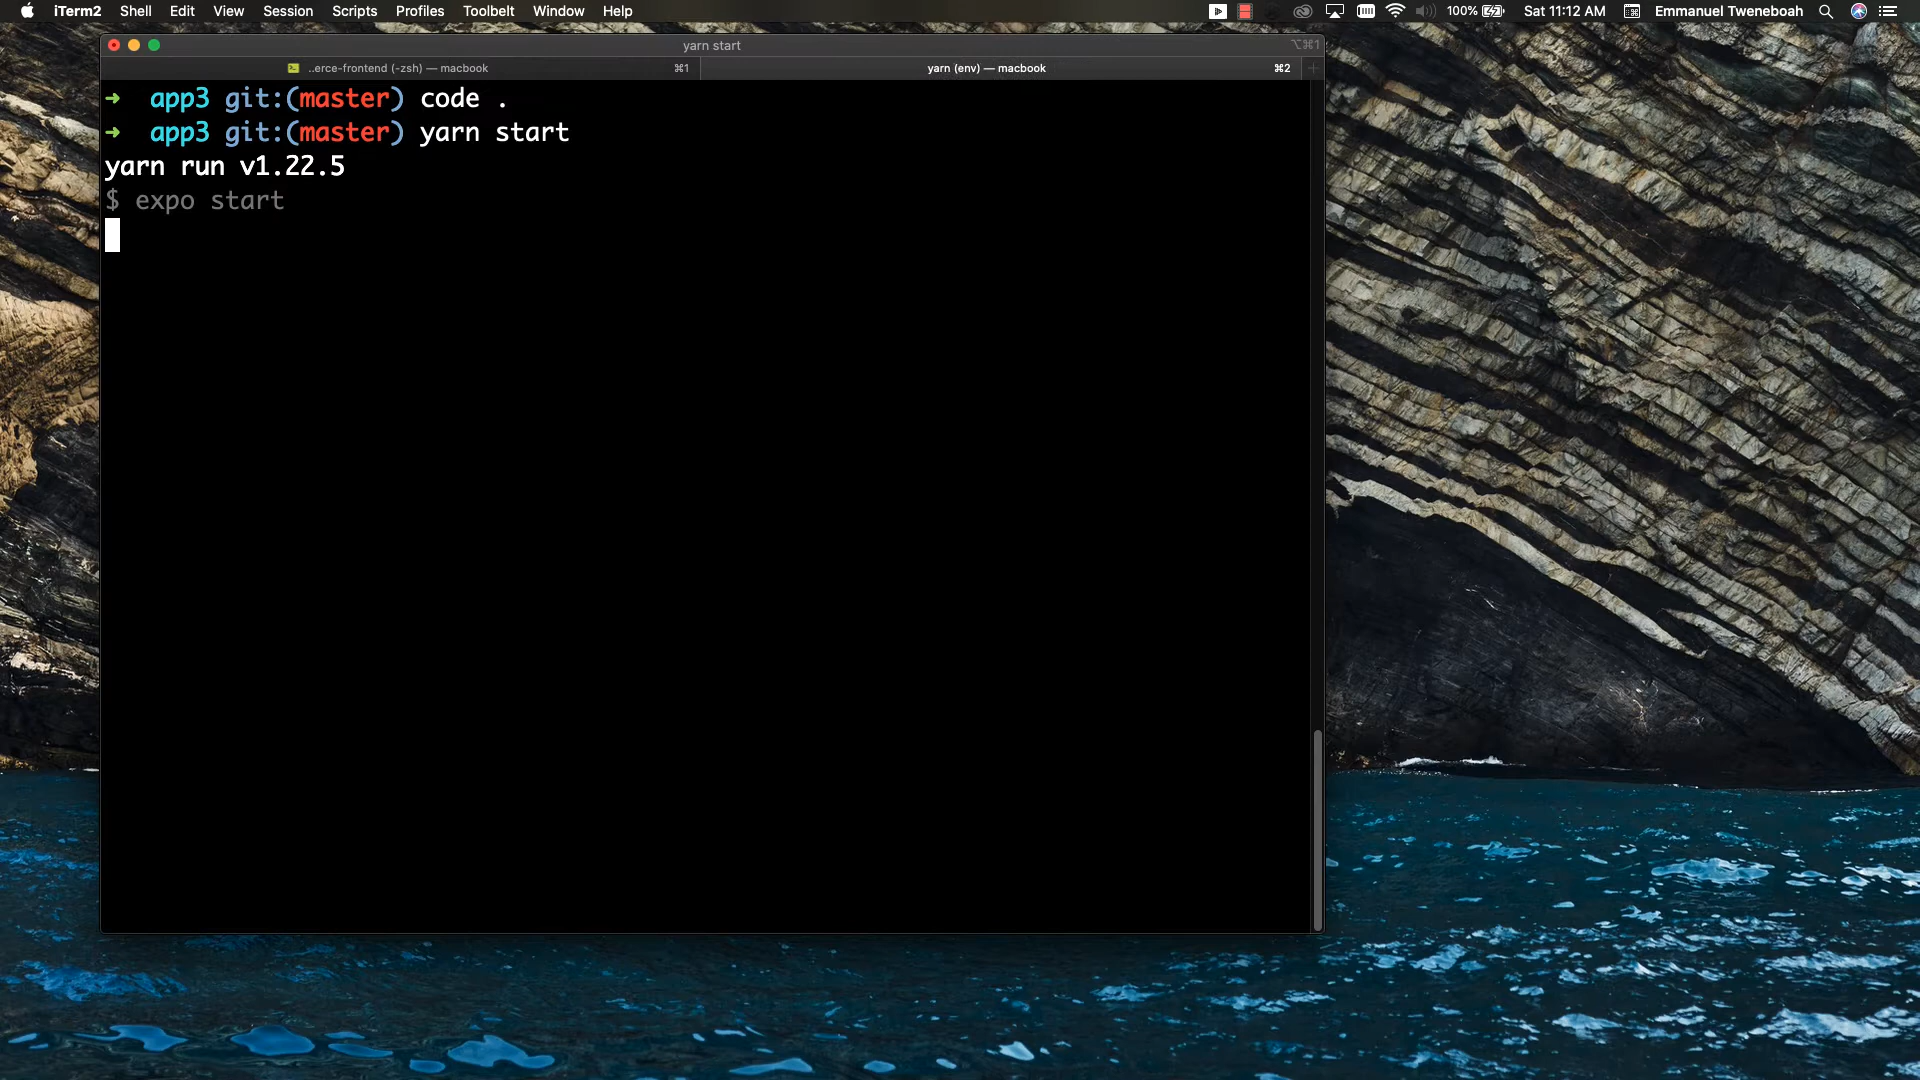 iTerm2 Shell Edit View Session Scripts Profiles Toolbelt Window Help 100% Sat 11:12 AM Emmanuel Tweneboah
yarn start ⌥⌘1
..erce-frontend (-zsh) — macbook ⌘1 yarn (env) — macbook ⌘2
➜ app3 git:(master) code .
➜ app3 git:(master) yarn start
yarn run v1.22.5
$ expo start